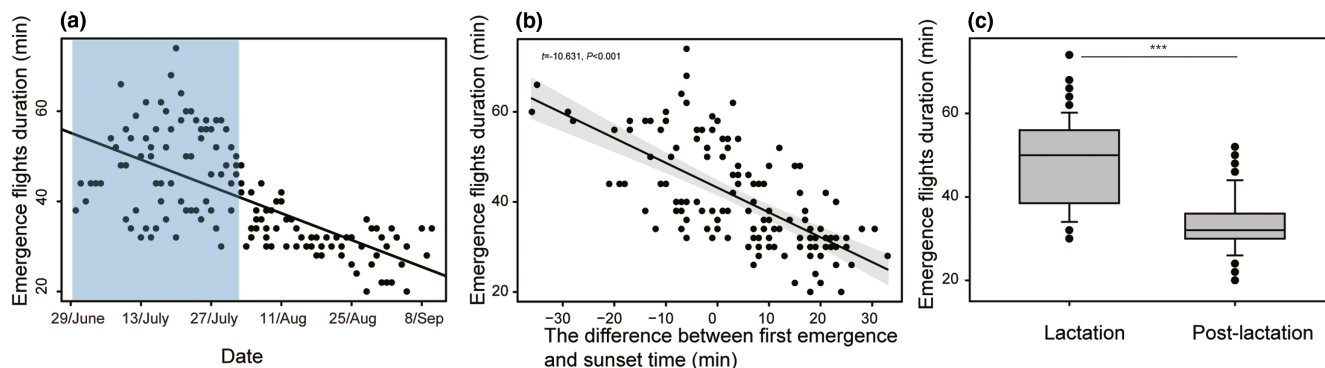 (a)
Emergence flights duration (min)
60
40
20
29/June
13/July
27/July
11/Aug
25/Aug
8/Sep
Date
(b)
t=-10.631, P<0.001
Emergence flights duration (min)
60
40
20
−30
−20
−10
0
10
20
30
The difference between first emergence
and sunset time (min)
(c)
***
Emergence flights duration (min)
60
40
20
Lactation
Post-lactation